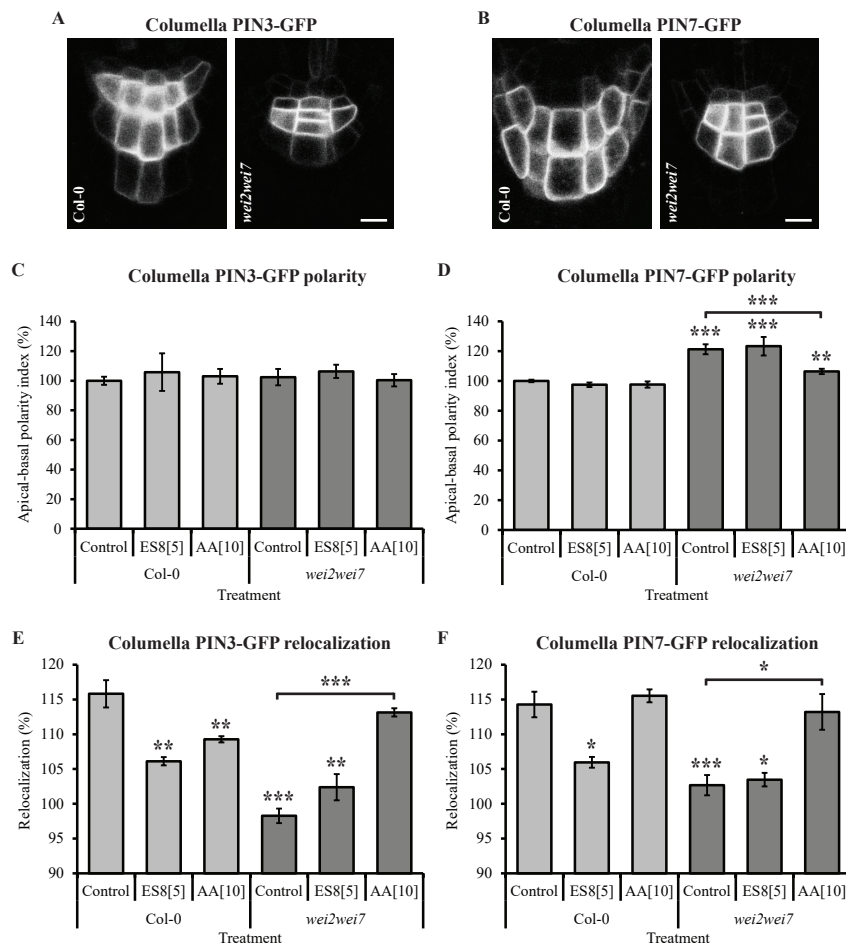 A
Columella PIN3-GFP
Col-0
wei2wei7
B
Columella PIN7-GFP
Col-0
wei2wei7
C
Columella PIN3-GFP polarity
Apical-basal polarity index (%)
140
120
100
80
60
40
20
0
Control ES8[5] AA[10] Control ES8[5] AA[10]
Col-0 wei2wei7
Treatment
D
Columella PIN7-GFP polarity
Apical-basal polarity index (%)
140
120
100
80
60
40
20
0
***
*** *** **
Control ES8[5] AA[10] Control ES8[5] AA[10]
Col-0 wei2wei7
Treatment
E
Columella PIN3-GFP relocalization
Relocalization (%)
120
115
110
105
100
95
90
***
** ** *** **
Control ES8[5] AA[10] Control ES8[5] AA[10]
Col-0 wei2wei7
Treatment
F
Columella PIN7-GFP relocalization
Relocalization (%)
120
115
110
105
100
95
90
*
* *** *
Control ES8[5] AA[10] Control ES8[5] AA[10]
Col-0 wei2wei7
Treatment